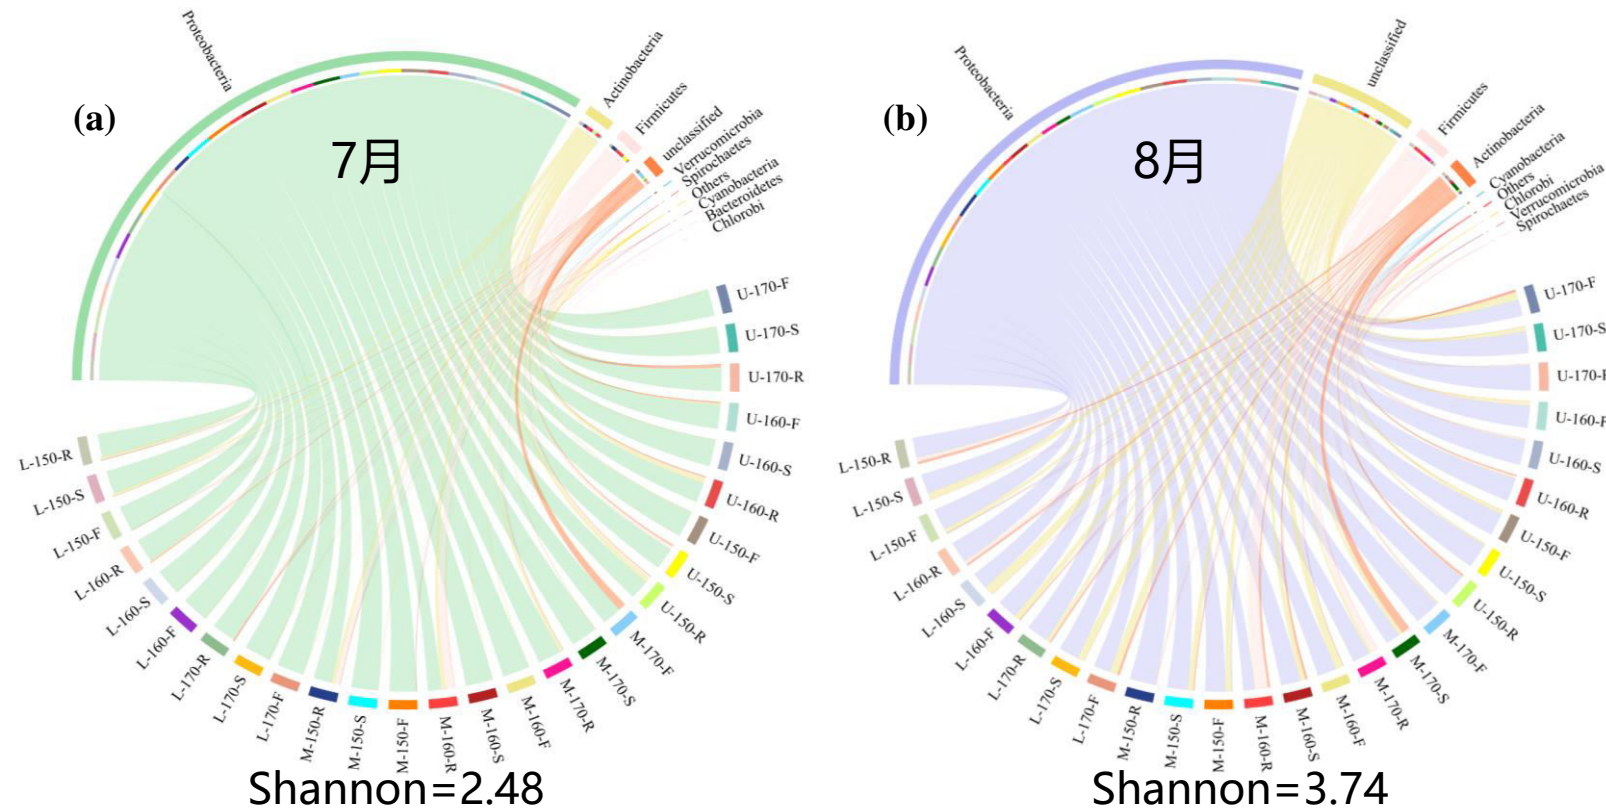 (a)
7月
Proteobacteria
Actinobacteria
Firmicutes
unclassified
Verrucomicrobia
Spirochaetes
Others
Cyanobacteria
Bacteroidetes
Chlorobi
U-170-F
U-170-S
U-170-R
U-160-F
U-160-S
U-160-R
U-150-F
U-150-S
U-150-R
M-170-F
M-170-S
M-170-R
M-160-F
M-160-S
M-160-R
M-150-F
M-150-S
M-150-R
L-170-F
L-170-S
L-170-R
L-160-F
L-160-S
L-160-R
L-150-F
L-150-S
L-150-R
Shannon=2.48
(b)
8月
Proteobacteria
unclassified
Firmicutes
Actinobacteria
Cyanobacteria
Others
Chlorobi
Verrucomicrobia
Spirochaetes
U-170-F
U-170-S
U-170-F
U-160-F
U-160-S
U-160-R
U-150-F
U-150-S
U-150-R
M-170-F
M-170-S
M-170-R
M-160-F
M-160-S
M-160-R
M-150-F
M-150-S
M-150-R
L-170-F
L-170-S
L-170-R
L-160-F
L-160-S
L-160-R
L-150-F
L-150-S
L-150-R
Shannon=3.74